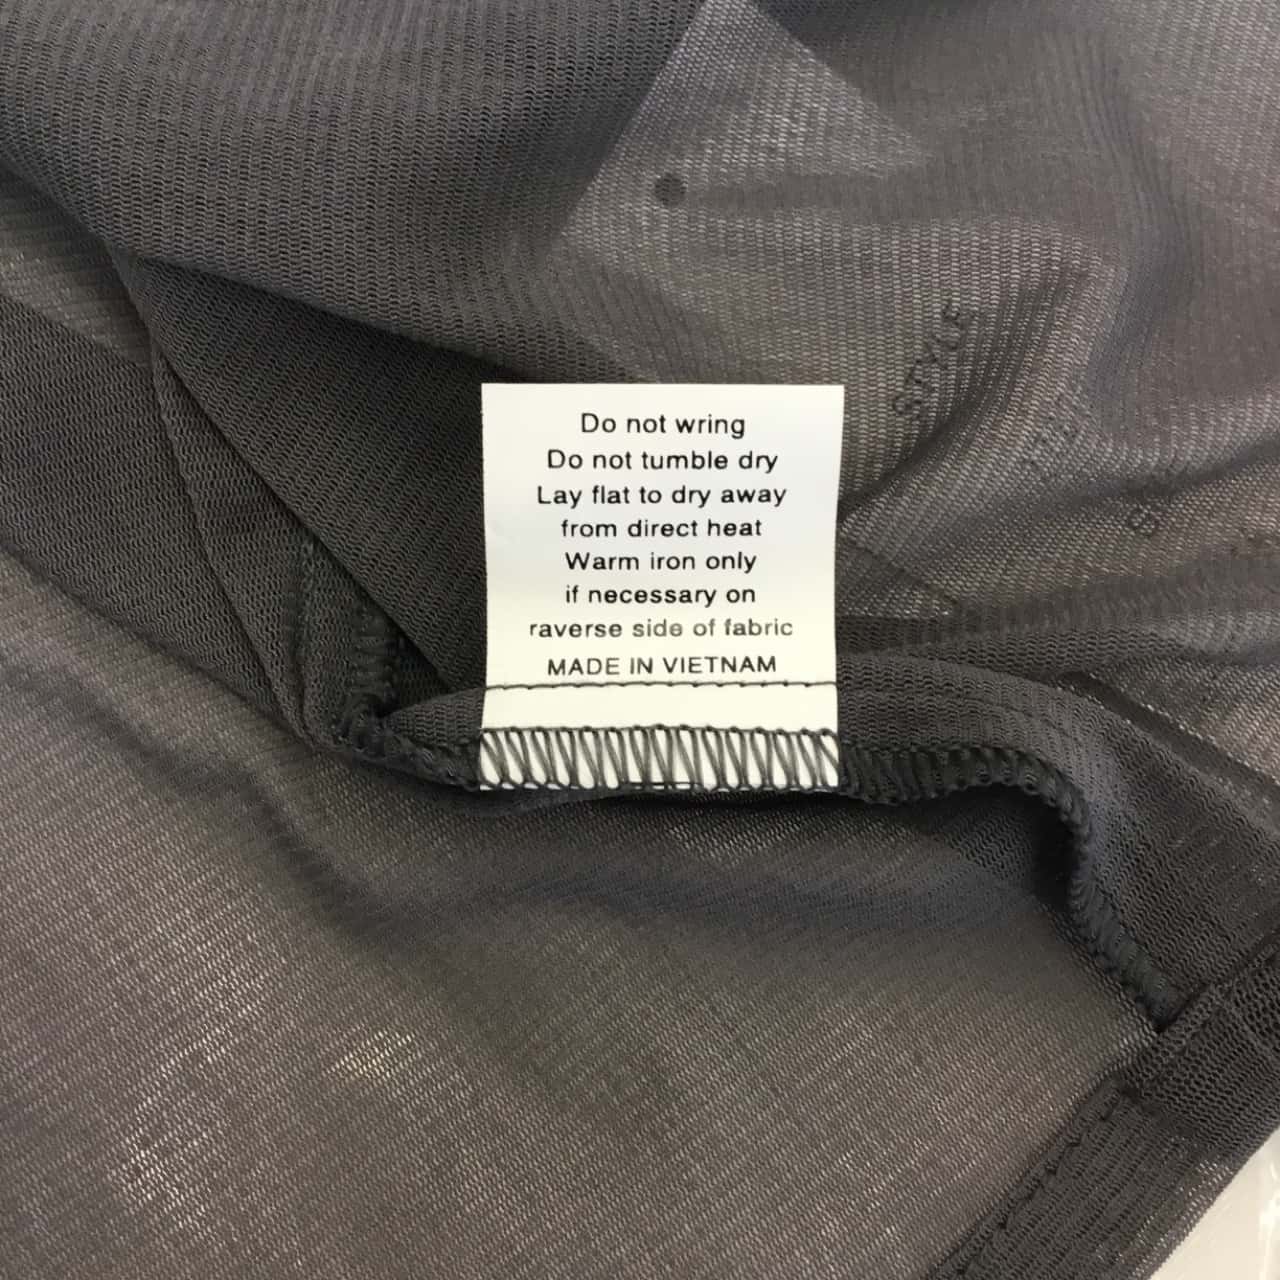 Do not wring
Do not tumble dry
Lay flat to dry away
from direct heat
Warm iron only
if necessary on
raverse side of fabric
MADE IN VIETNAM
STYLE